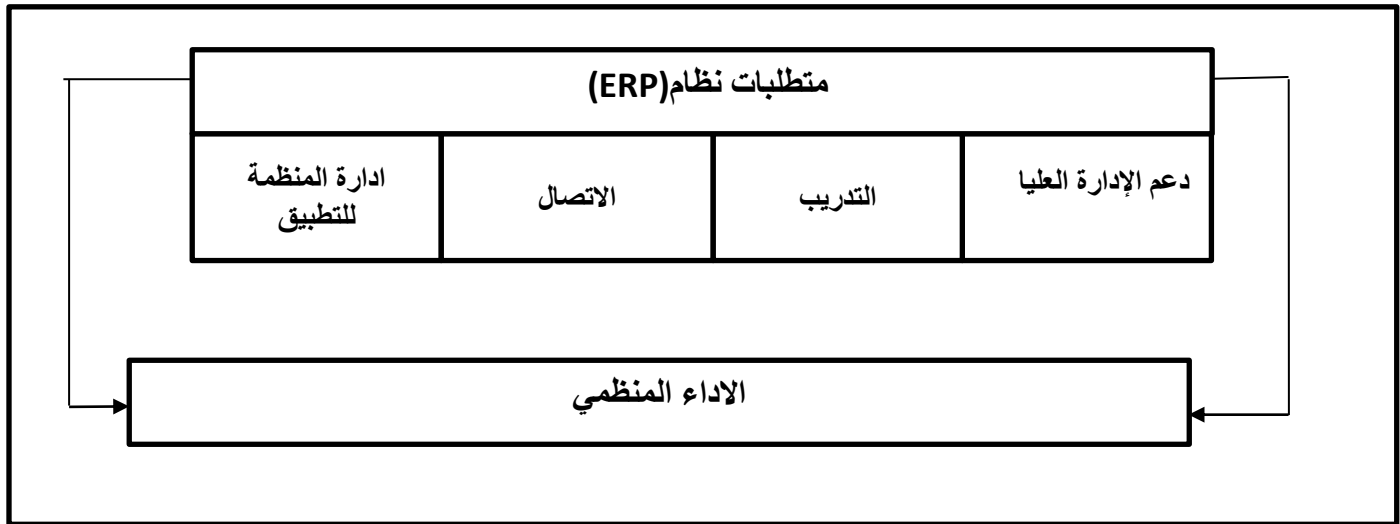 متطلبات نظام(ERP)
دعم الإدارة العليا
التدريب
الاتصال
ادارة المنظمة
للتطبيق
الاداء المنظمي